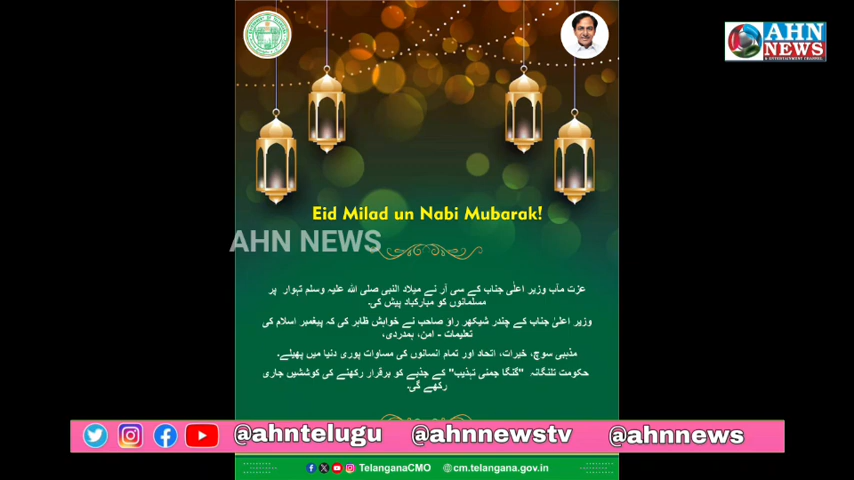 AHN
NEWS
& ENTERTAINMENT CHANNEL
Eid Milad un Nabi Mubarak!
AHN NEWS
عزت مآب وزیر اعلٰی جناب کے سی آر نے میلاد النبی صلی اللہ علیہ وسلم تہوار پر
مسلمانوں کو مبارکباد پیش کی۔
وزیر اعلیٰ جناب کے چندر شیکھر راؤ صاحب نے خواہش ظاہر کی کہ پیغمبر اسلام کی
تعلیمات - امن، ہمدردی،
مذہبی سوچ، خیرات، اتحاد اور تمام انسانوں کی مساوات پوری دنیا میں پھیلے۔
حکومت تلنگانہ "گنگا جمنی تہذیب" کے جذبے کو برقرار رکھنے کی کوششیں جاری
رکھے گی۔
@ahntelugu @ahnnewstv @ahnnews
TelanganaCMO @cm.telangana.gov.in